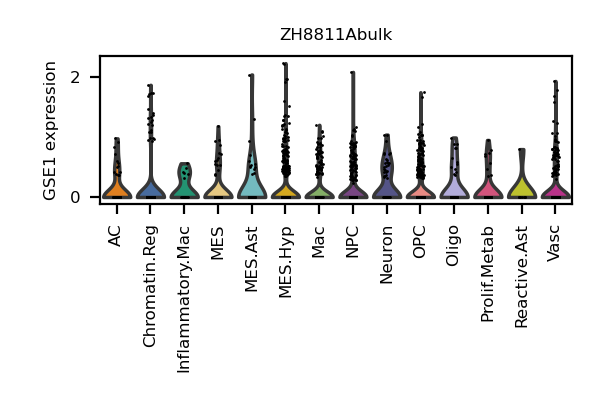 ZH8811Abulk
GSE1 expression
2
0
AC
Chromatin.Reg
Inflammatory.Mac
MES
MES.Ast
MES.Hyp
Mac
NPC
Neuron
OPC
Oligo
Prolif.Metab
Reactive.Ast
Vasc